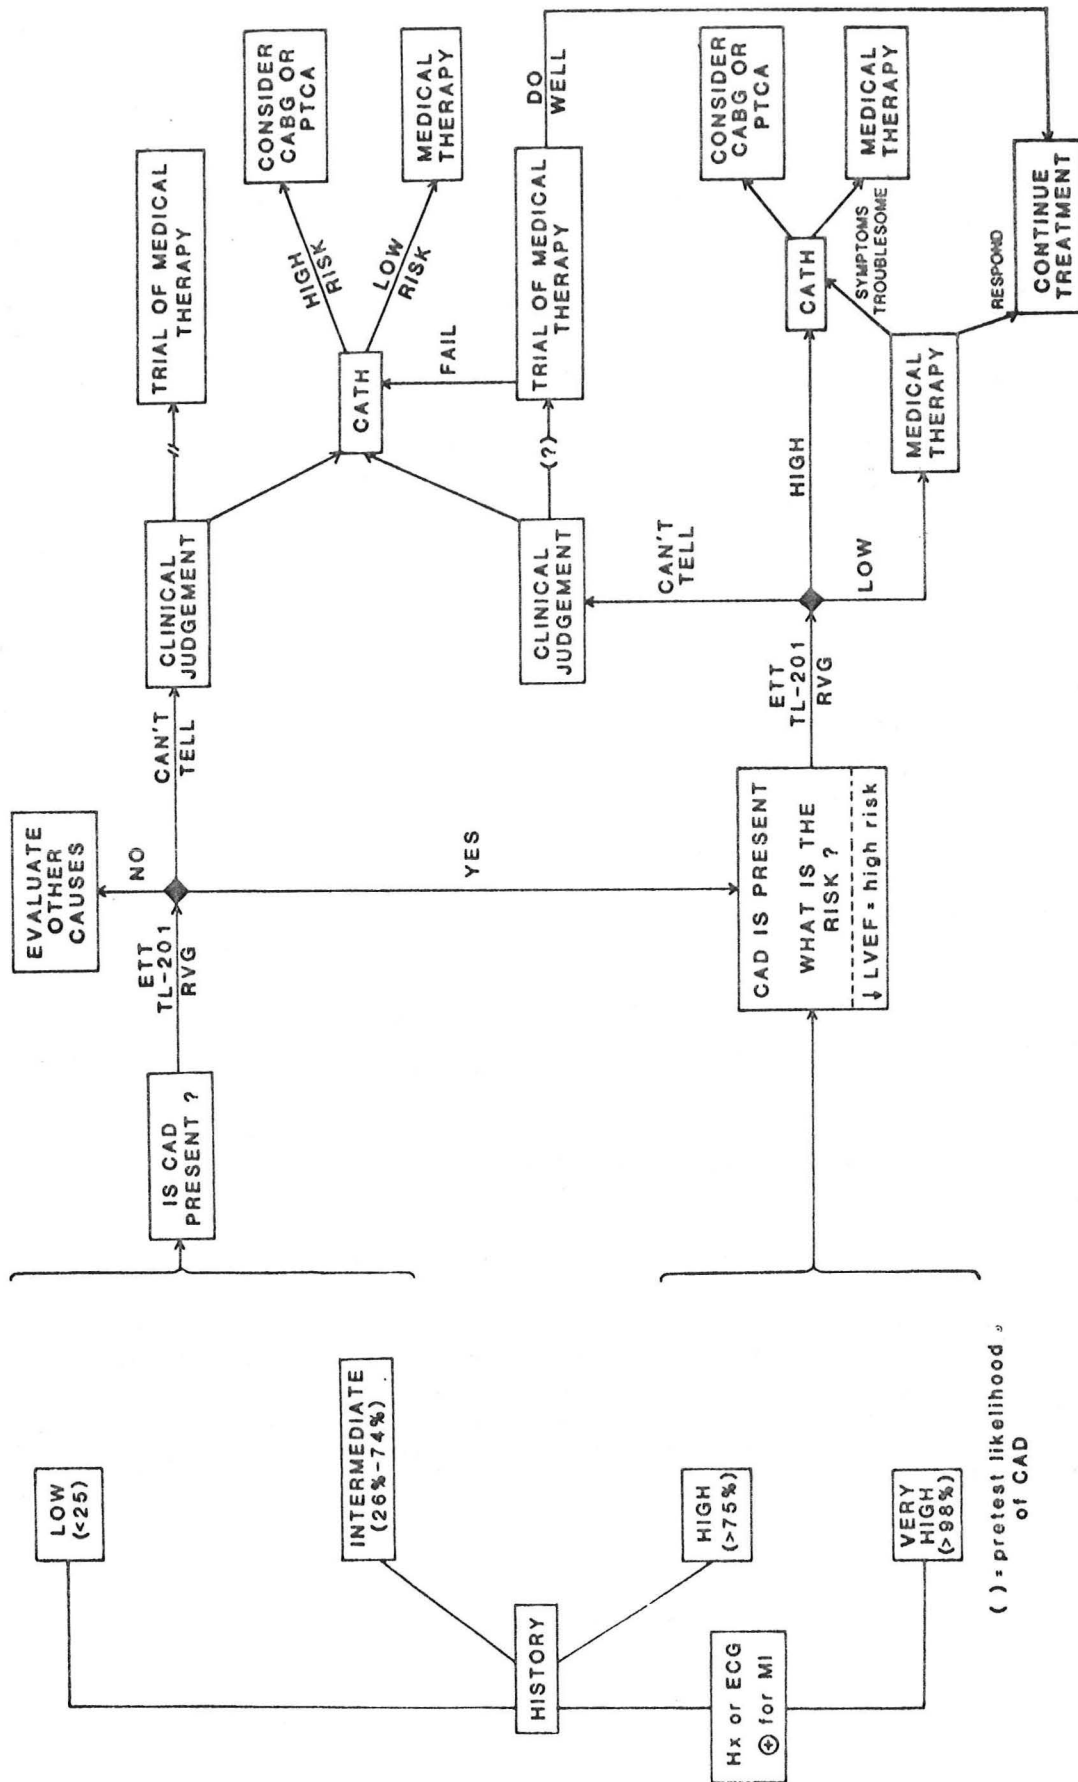 HISTORY
Hx or ECG
⊕ for MI
LOW
(<25)
INTERMEDIATE
(26%-74%)
HIGH
(>75%)
VERY
HIGH
(>98%)
( ) = pretest likelihood
of CAD
IS CAD
PRESENT ?
ETT
TL-201
RVG
NO
EVALUATE
OTHER
CAUSES
CAN'T
TELL
YES
CLINICAL
JUDGEMENT
TRIAL OF MEDICAL
THERAPY
CATH
HIGH
RISK
CONSIDER
CABG OR
PTCA
LOW
RISK
MEDICAL
THERAPY
CAD IS PRESENT
WHAT IS THE
RISK ?
↓ LVEF = high risk
ETT
TL-201
RVG
CAN'T
TELL
CLINICAL
JUDGEMENT
(?)
TRIAL OF MEDICAL
THERAPY
FAIL
DO
WELL
HIGH
CATH
CONSIDER
CABG OR
PTCA
MEDICAL
THERAPY
LOW
MEDICAL
THERAPY
SYMPTOMS
TROUBLESOME
RESPOND
CONTINUE
TREATMENT